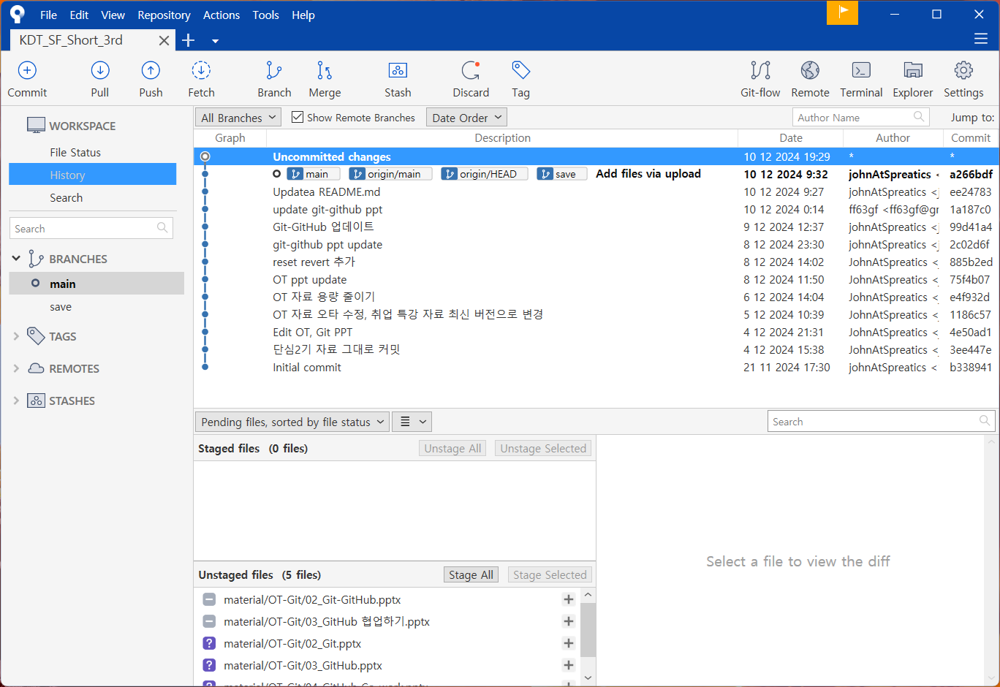 File Edit View Repository Actions Tools Help
KDT_SF_Short_3rd
Commit Pull Push Fetch Branch Merge Stash Discard Tag Git-flow Remote Terminal Explorer Settings
WORKSPACE
File Status
History
Search
Search
BRANCHES
main
save
TAGS
REMOTES
STASHES
All Branches Show Remote Branches Date Order Author Name Jump to:
Graph Description Date Author Commit
Uncommitted changes 10 12 2024 19:29 * *
main origin/main origin/HEAD save Add files via upload 10 12 2024 9:32 johnAtSpreatics < a266bdf
Updatea README.md 10 12 2024 9:27 johnAtSpreatics <j ee24783
update git-github ppt 10 12 2024 0:14 ff63gf <ff63gf@gr 1a187c0
Git-GitHub 업데이트 9 12 2024 12:37 johnAtSpreatics <j 99d41a4
git-github ppt update 8 12 2024 23:30 johnAtSpreatics <j 2c02d6f
reset revert 추가 8 12 2024 14:02 JohnAtSpreatics < 885b2ed
OT ppt update 8 12 2024 11:50 JohnAtSpreatics < 75f4b07
OT 자료 용량 줄이기 6 12 2024 14:04 JohnAtSpreatics < e4f932d
OT 자료 오타 수정, 취업 특강 자료 최신 버전으로 변경 5 12 2024 10:39 JohnAtSpreatics < 1186c57
Edit OT, Git PPT 4 12 2024 21:31 JohnAtSpreatics < 4e50ad1
단심2기 자료 그대로 커밋 4 12 2024 15:38 JohnAtSpreatics < 3ee447e
Initial commit 21 11 2024 17:30 johnAtSpreatics < b338941
Pending files, sorted by file status Search
Staged files (0 files) Unstage All Unstage Selected
Select a file to view the diff
Unstaged files (5 files) Stage All Stage Selected
material/OT-Git/02_Git-GitHub.pptx
material/OT-Git/03_GitHub 협업하기.pptx
material/OT-Git/02_Git.pptx
material/OT-Git/03_GitHub.pptx
material/OT-Git/04_GitHub_Co-work.pptx